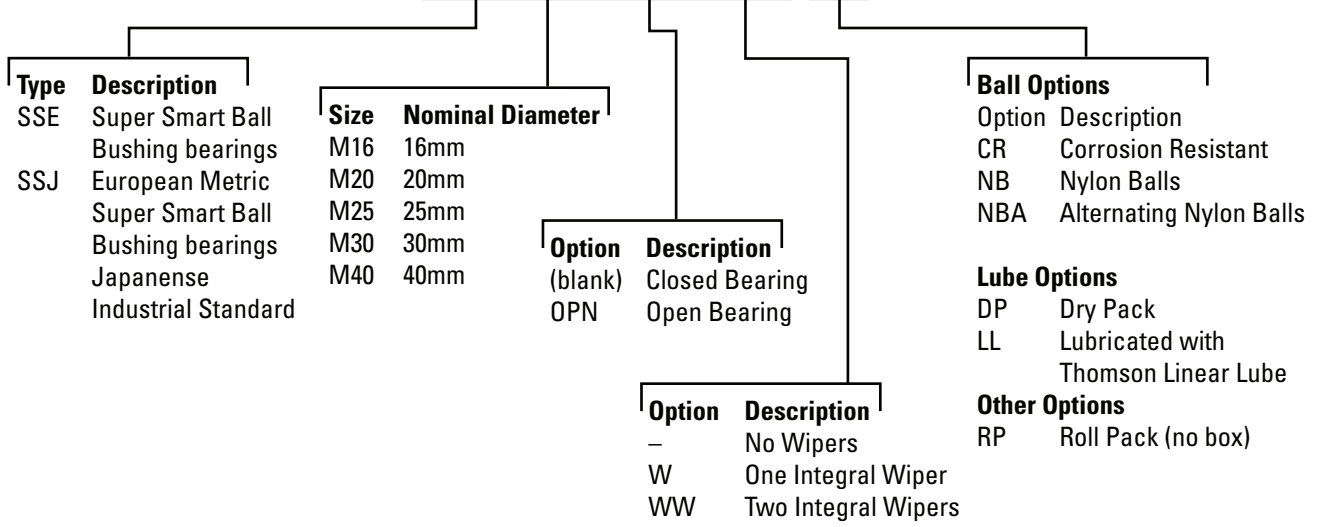 Type Description
SSE Super Smart Ball
Bushing bearings
SSJ European Metric
Super Smart Ball
Bushing bearings
Japanense
Industrial Standard
Size Nominal Diameter
M16 16mm
M20 20mm
M25 25mm
M30 30mm
M40 40mm
Option Description
(blank) Closed Bearing
OPN Open Bearing
Option Description
– No Wipers
W One Integral Wiper
WW Two Integral Wipers
Ball Options
Option Description
CR Corrosion Resistant
NB Nylon Balls
NBA Alternating Nylon Balls
Lube Options
DP Dry Pack
LL Lubricated with
Thomson Linear Lube
Other Options
RP Roll Pack (no box)